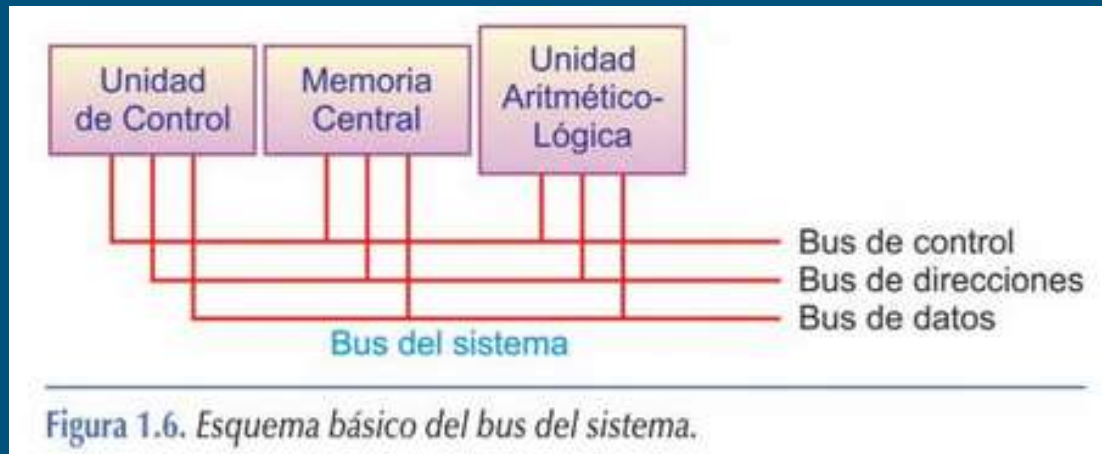 Unidad
de Control
Memoria
Central
Unidad
Aritmético-
Lógica
Bus de control
Bus de direcciones
Bus de datos
Bus del sistema
Figura 1.6. Esquema básico del bus del sistema.